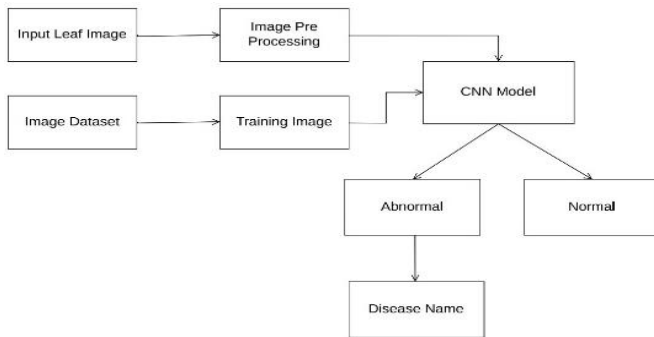 Input Leaf Image
Image Pre
Processing
CNN Model
Image Dataset
Training Image
Abnormal
Normal
Disease Name